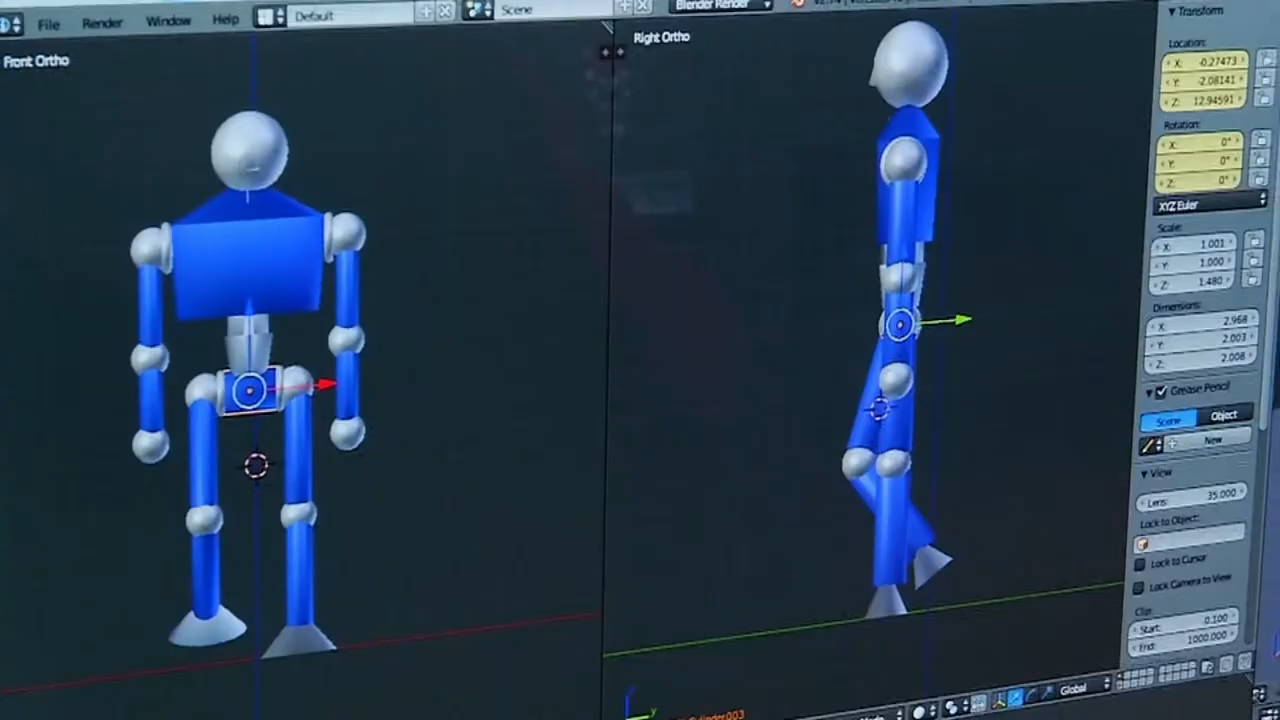 File Render Window Help Default Scene Blender Render
Front Ortho
Right Ortho
Transform
Location:
X: -0.27473
Y: -2.08141
Z: 12.94591
Rotation:
X: 0°
Y: 0°
Z: 0°
XYZ Euler
Scale:
X: 1.001
Y: 1.000
Z: 1.480
Dimensions:
X: 2.968
Y: 2.003
Z: 2.008
Grease Pencil
Scene Object
New
View
Lens: 35.000
Lock to Object:
Lock to Cursor
Lock Camera to View
Clip:
Start: 0.100
End: 1000.000
Global